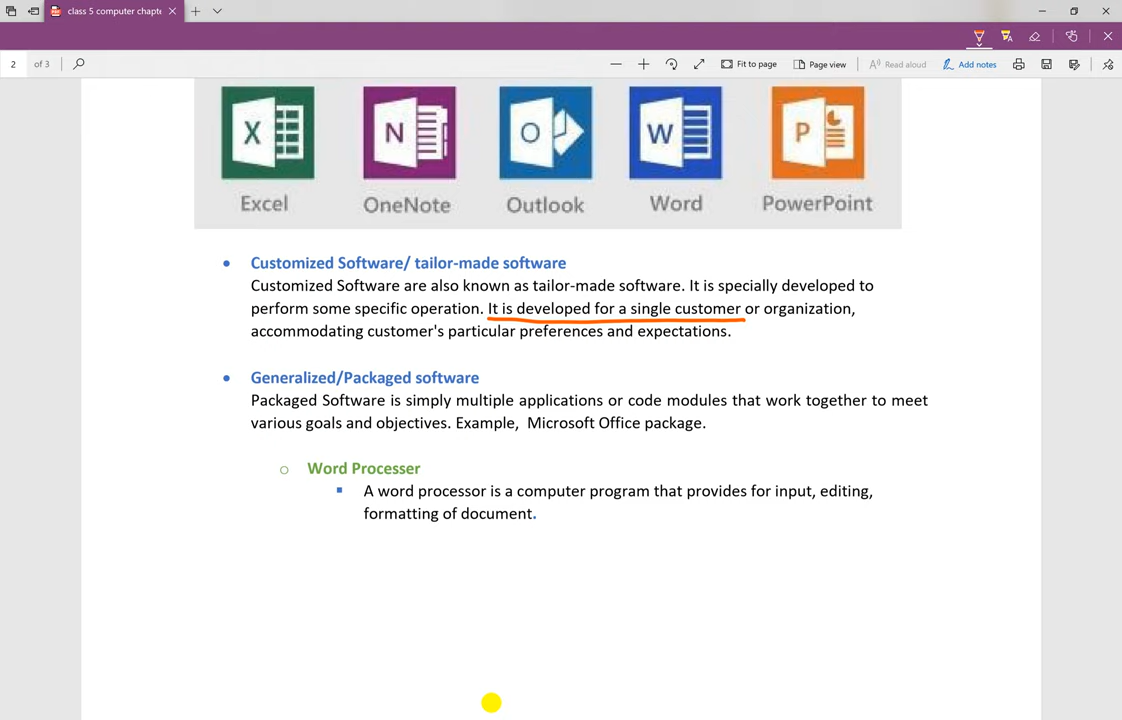 class 5 computer chapte
2 of 3
Fit to page
Page view
Read aloud
Add notes
X N O W P
Excel OneNote Outlook Word PowerPoint
• Customized Software/ tailor-made software
Customized Software are also known as tailor-made software. It is specially developed to
perform some specific operation. It is developed for a single customer or organization,
accommodating customer's particular preferences and expectations.
• Generalized/Packaged software
Packaged Software is simply multiple applications or code modules that work together to meet
various goals and objectives. Example, Microsoft Office package.
o Word Processer
▪ A word processor is a computer program that provides for input, editing,
formatting of document.